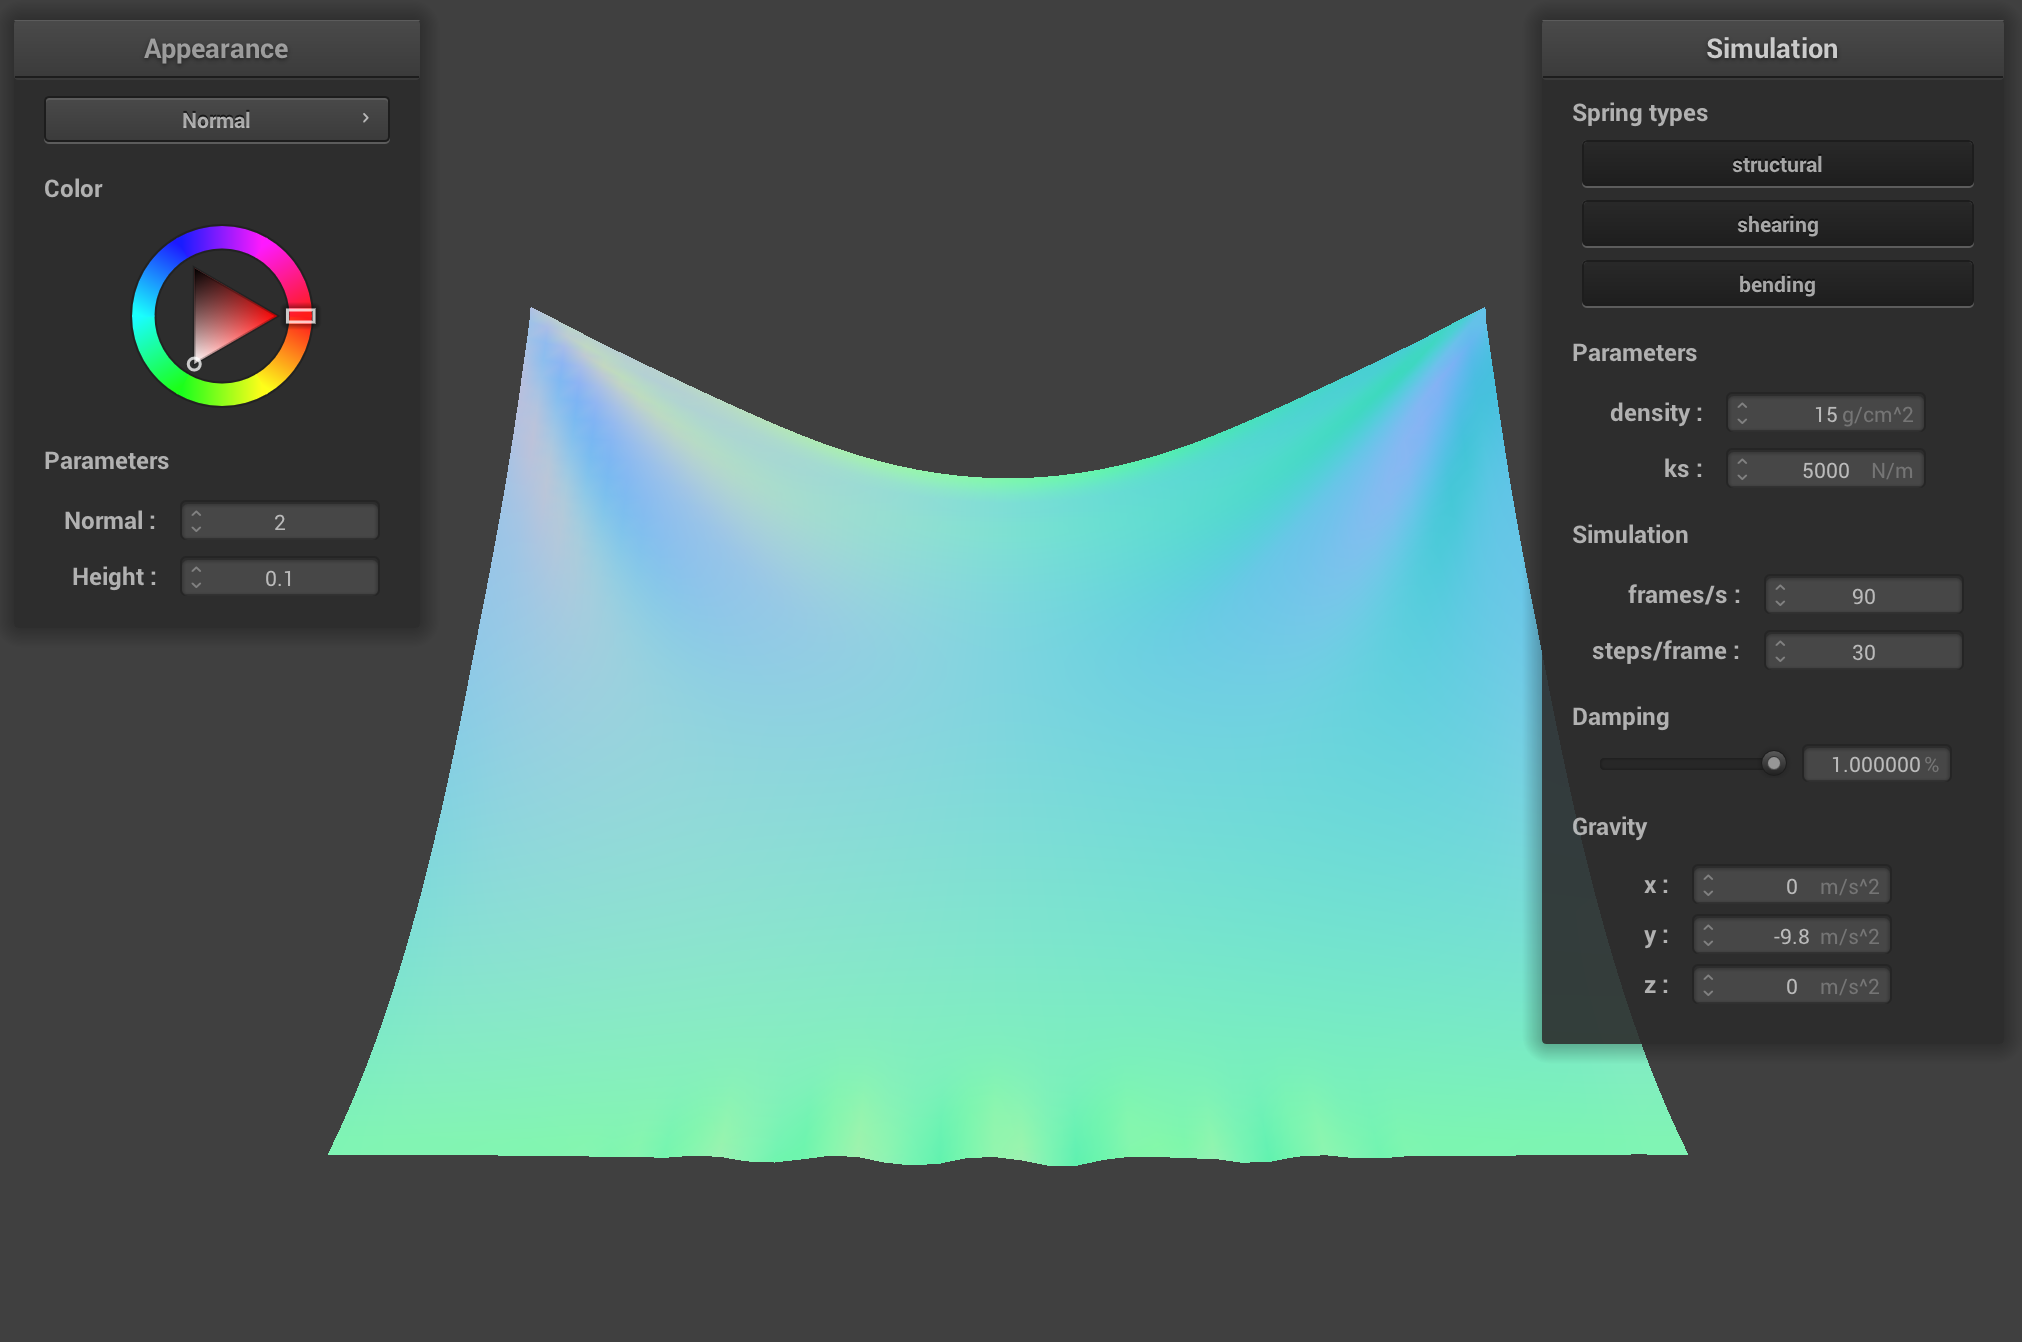 Appearance
Normal
Color
Parameters
Normal : 2
Height : 0.1
Simulation
Spring types
structural
shearing
bending
Parameters
density : 15 g/cm^2
ks : 5000 N/m
Simulation
frames/s : 90
steps/frame : 30
Damping
1.000000 %
Gravity
x : 0 m/s^2
y : -9.8 m/s^2
z : 0 m/s^2